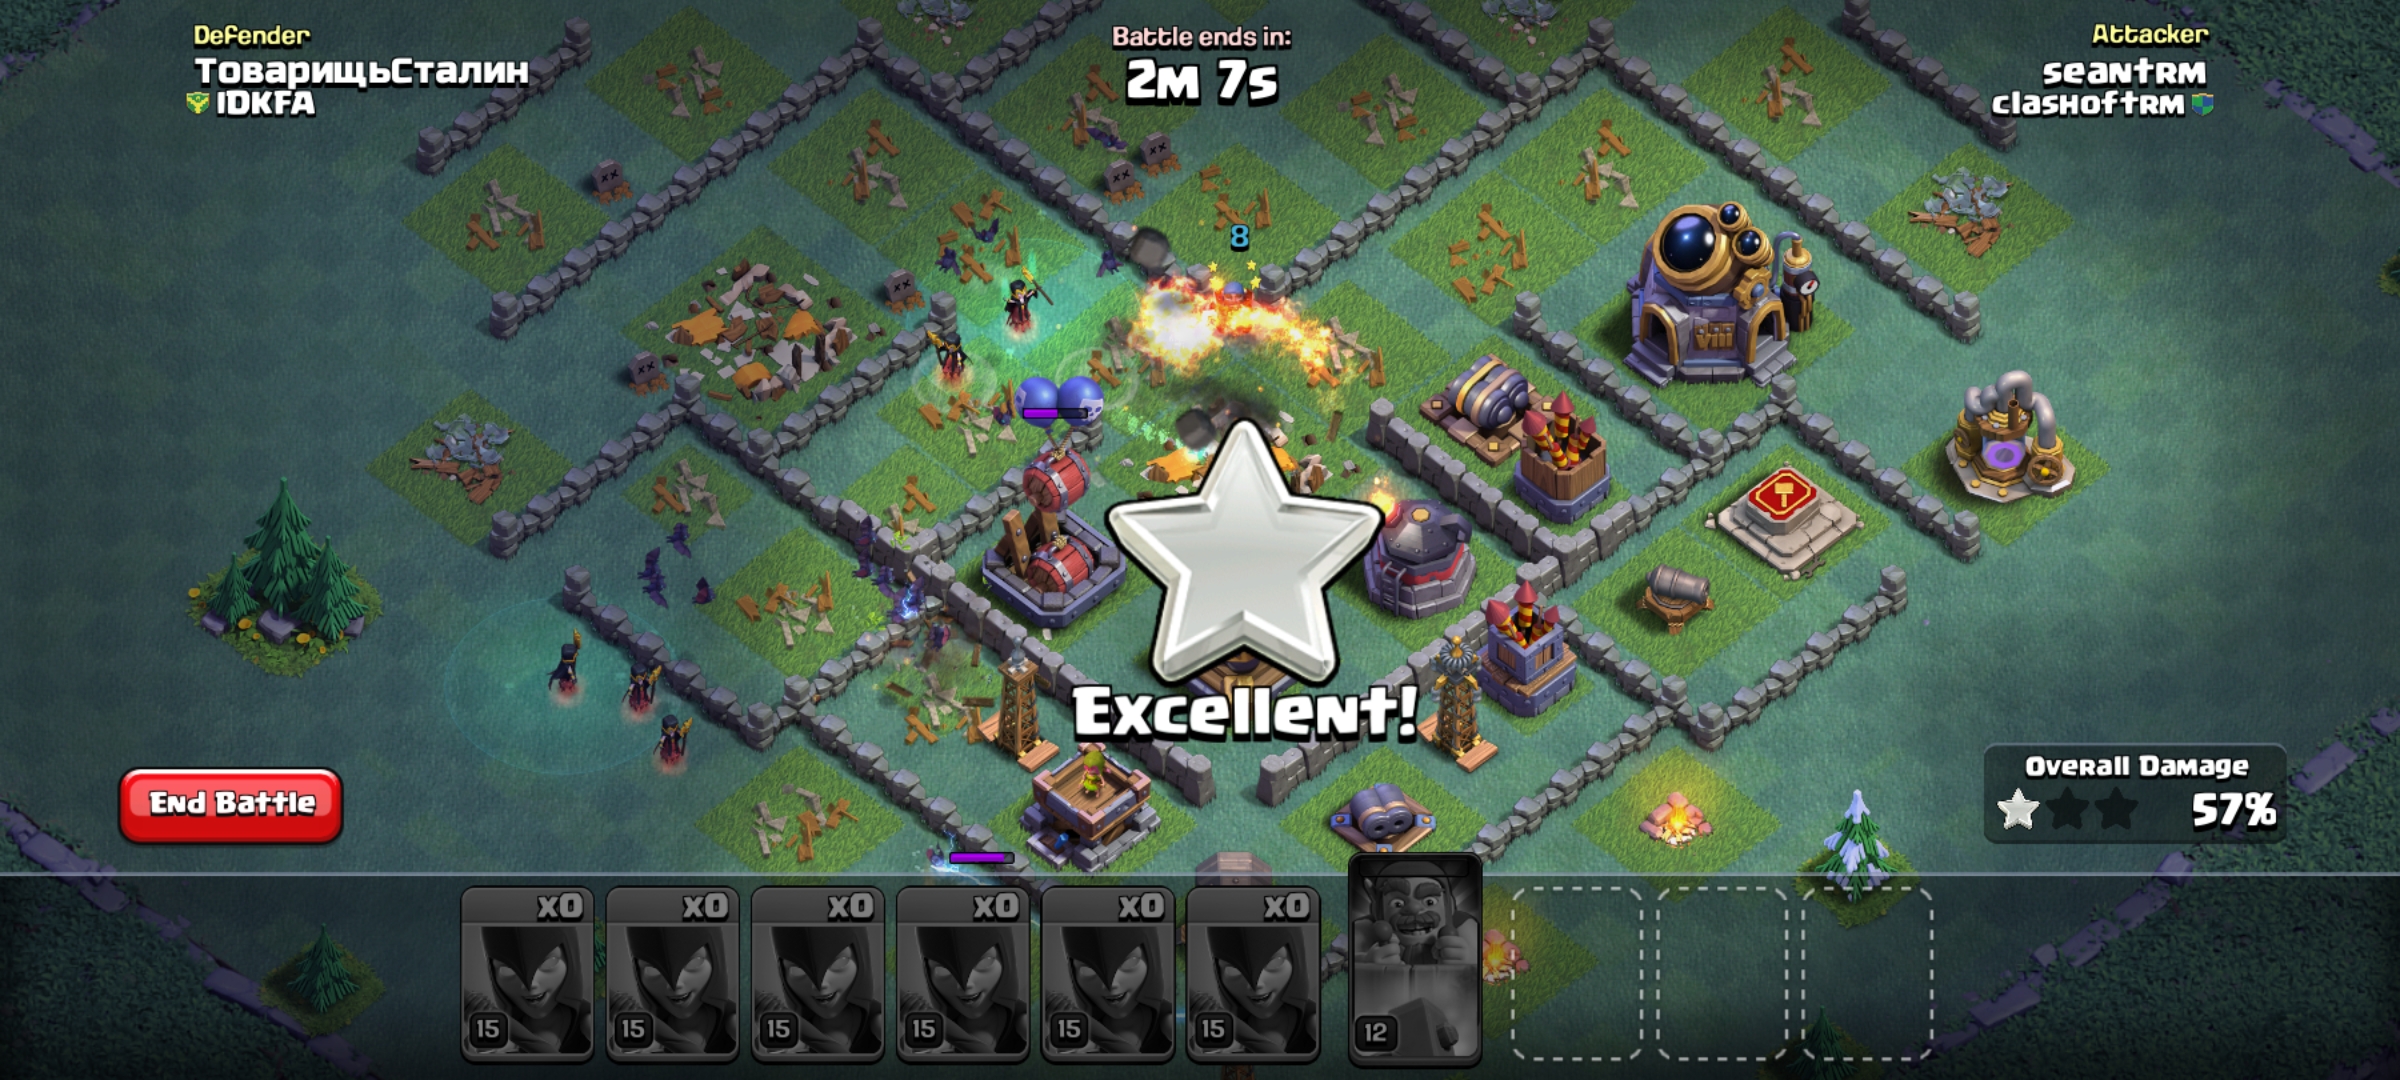 Defender
ТоварищьСталин
IDKFA
Battle ends in:
2M 7s
Attacker
seantRM
clashoftRM
8
VIII
Excellent!
End Battle
Overall Damage
57%
x0
x0
x0
x0
x0
x0
15
15
15
15
15
15
12